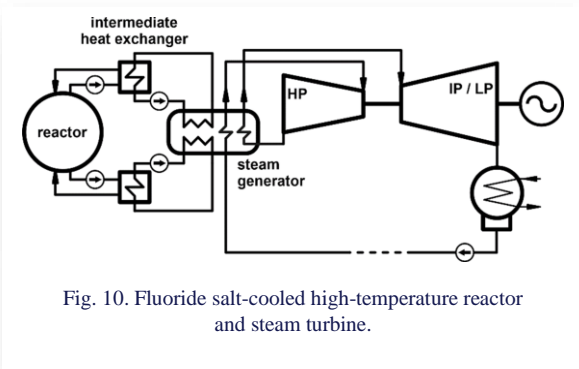 intermediate
heat exchanger
HP
IP / LP
reactor
steam
generator
Fig. 10. Fluoride salt-cooled high-temperature reactor
and steam turbine.